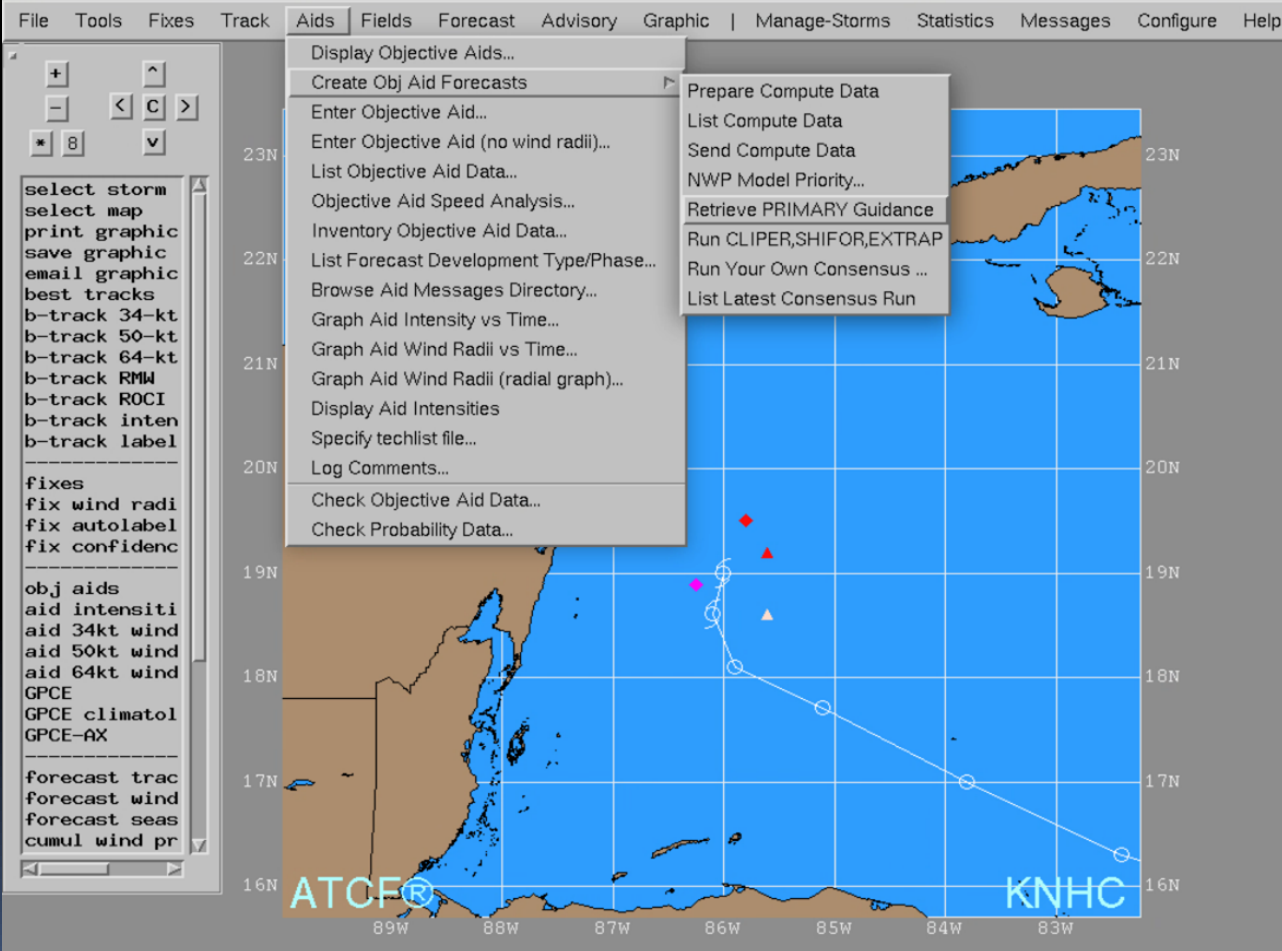 File Tools Fixes Track Aids Fields Forecast Advisory Graphic | Manage-Storms Statistics Messages Configure Help
+
^
−
< C >
* 8
v
select storm
select map
print graphic
save graphic
email graphic
best tracks
b-track 34-kt
b-track 50-kt
b-track 64-kt
b-track RMW
b-track ROCI
b-track inten
b-track label
--------------
fixes
fix wind radi
fix autolabel
fix confidenc
--------------
obj aids
aid intensiti
aid 34kt wind
aid 50kt wind
aid 64kt wind
GPCE
GPCE climatol
GPCE-AX
--------------
forecast trac
forecast wind
forecast seas
cumul wind pr
Display Objective Aids...
Create Obj Aid Forecasts
Enter Objective Aid...
Enter Objective Aid (no wind radii)...
List Objective Aid Data...
Objective Aid Speed Analysis...
Inventory Objective Aid Data...
List Forecast Development Type/Phase...
Browse Aid Messages Directory...
Graph Aid Intensity vs Time...
Graph Aid Wind Radii vs Time...
Graph Aid Wind Radii (radial graph)...
Display Aid Intensities
Specify techlist file...
Log Comments...
Check Objective Aid Data...
Check Probability Data...
Prepare Compute Data
List Compute Data
Send Compute Data
NWP Model Priority...
Retrieve PRIMARY Guidance
Run CLIPER,SHIFOR,EXTRAP
Run Your Own Consensus ...
List Latest Consensus Run
23N 23N
22N 22N
21N 21N
20N 20N
19N 19N
18N 18N
17N 17N
16N 16N
ATCF® KNHC
89W 88W 87W 86W 85W 84W 83W